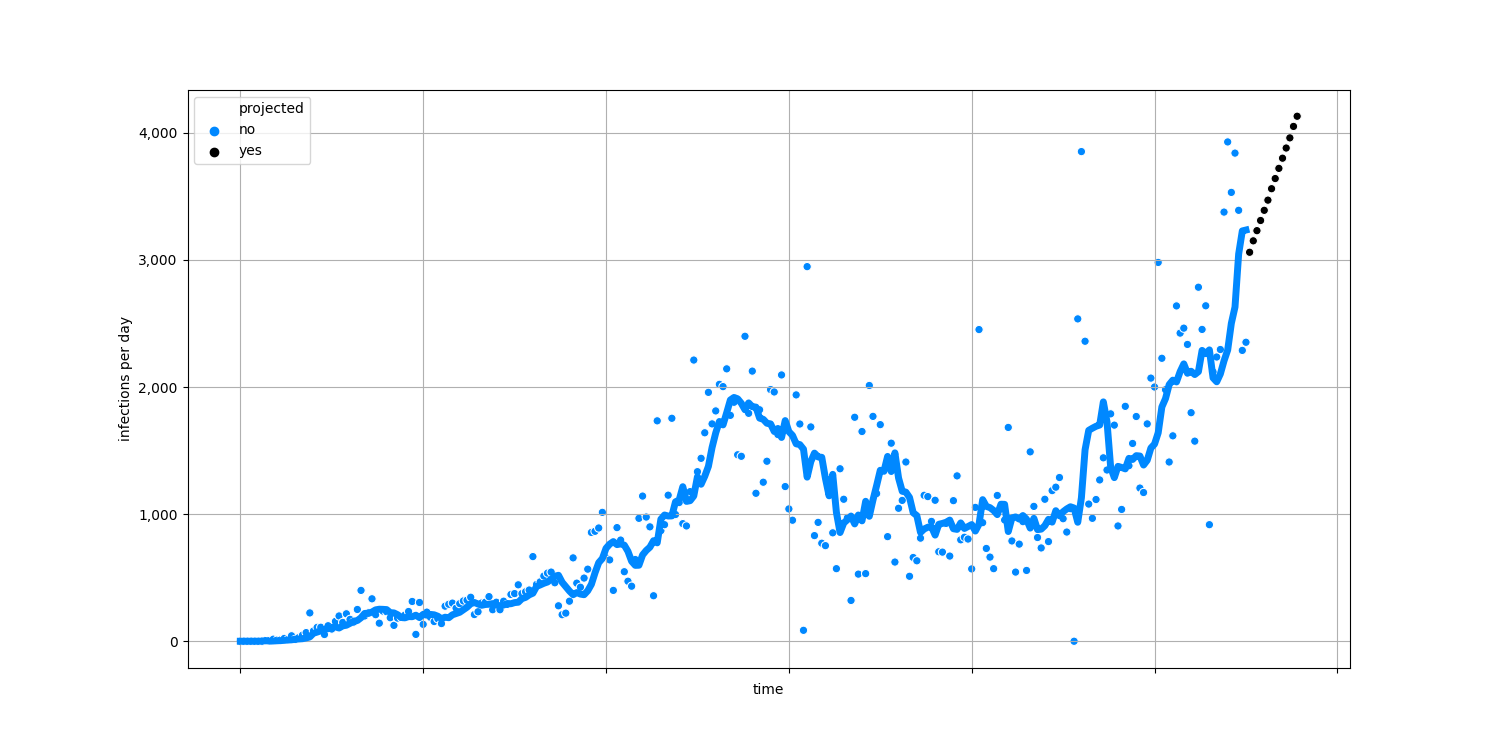 projected
no
yes
4,000
3,000
2,000
1,000
0
infections per day
time